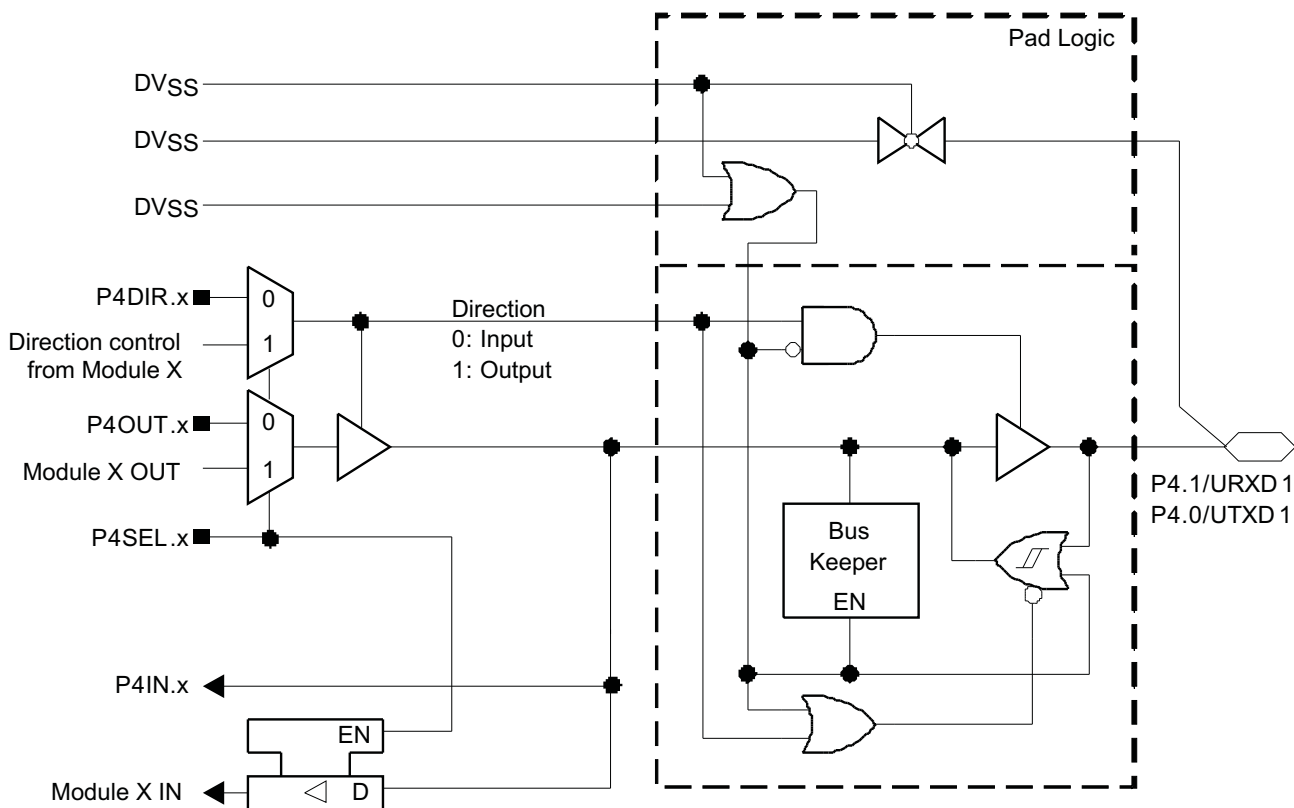 Pad Logic
DVSS
DVSS
DVSS
P4DIR.x
0
1
Direction control
from Module X
Direction
0: Input
1: Output
P4OUT.x
0
1
Module X OUT
P4SEL.x
P4.1/URXD1
P4.0/UTXD1
Bus
Keeper
EN
P4IN.x
EN
D
Module X IN